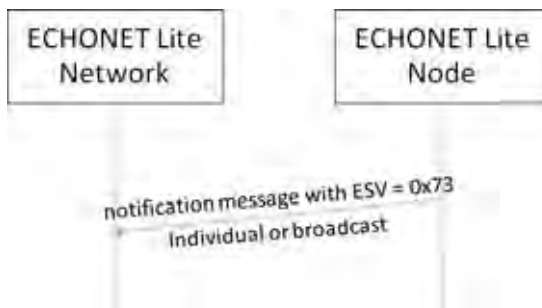 ECHONET Lite
Network
ECHONET Lite
Node
notification message with ESV = 0x73
Individual or broadcast